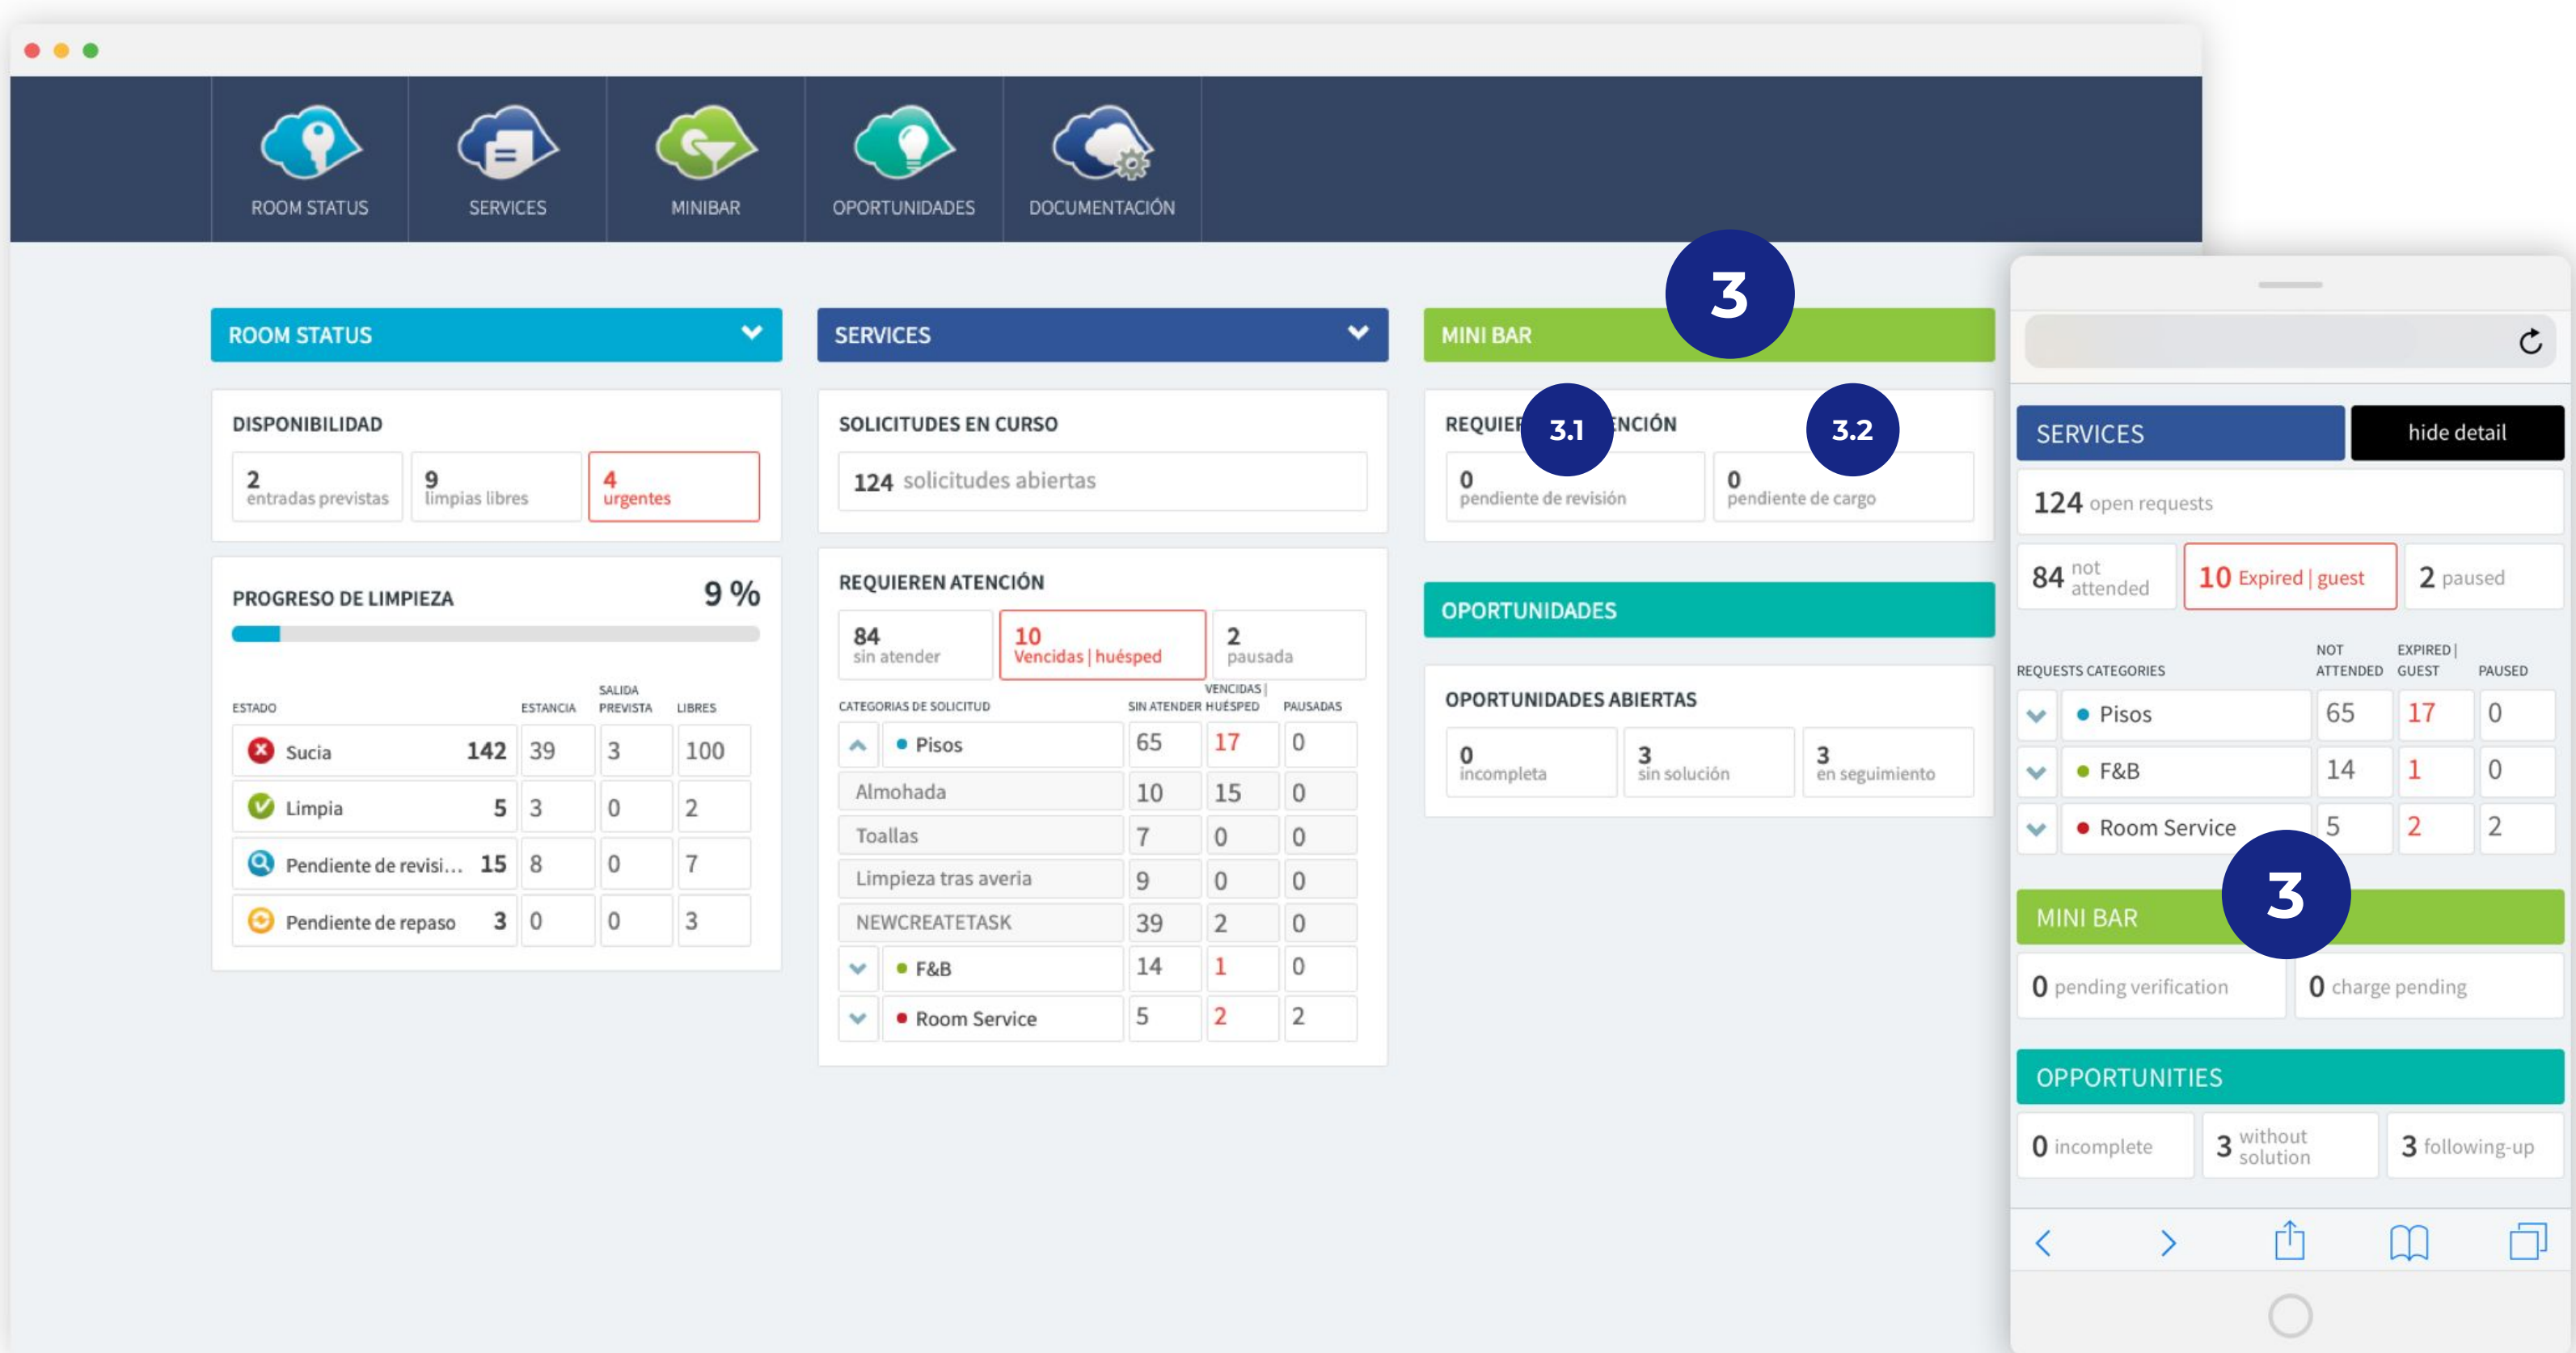 ROOM STATUS
SERVICES
MINIBAR
OPORTUNIDADES
DOCUMENTACIÓN
ROOM STATUS
DISPONIBILIDAD
2
entradas previstas
9
limpias libres
4
urgentes
PROGRESO DE LIMPIEZA 9 %
ESTADO ESTANCIA SALIDA PREVISTA LIBRES
Sucia 142 39 3 100
Limpia 5 3 0 2
Pendiente de revisi... 15 8 0 7
Pendiente de repaso 3 0 0 3
SERVICES
SOLICITUDES EN CURSO
124 solicitudes abiertas
REQUIEREN ATENCIÓN
84
sin atender
10
Vencidas | huésped
2
pausada
CATEGORIAS DE SOLICITUD SIN ATENDER VENCIDAS | HUÉSPED PAUSADAS
Pisos 65 17 0
Almohada 10 15 0
Toallas 7 0 0
Limpieza tras averia 9 0 0
NEWCREATETASK 39 2 0
F&B 14 1 0
Room Service 5 2 2
3
MINI BAR
3.1
3.2
0
pendiente de revisión
0
pendiente de cargo
OPORTUNIDADES
OPORTUNIDADES ABIERTAS
0
incompleta
3
sin solución
3
en seguimiento
SERVICES
hide detail
124 open requests
84 not attended
10 Expired | guest
2 paused
REQUESTS CATEGORIES NOT ATTENDED EXPIRED | GUEST PAUSED
Pisos 65 17 0
F&B 14 1 0
Room Service 5 2 2
3
MINI BAR
0 pending verification
0 charge pending
OPPORTUNITIES
0 incomplete
3 without solution
3 following-up